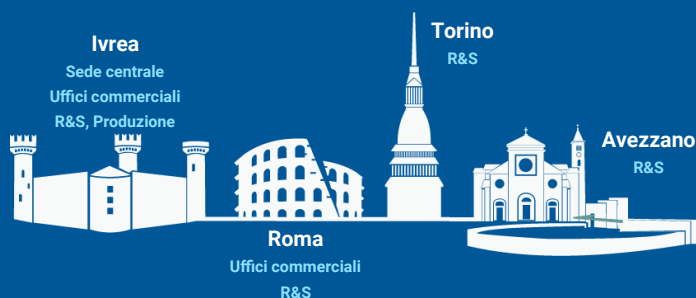 Ivrea
Sede centrale
Uffici commerciali
R&S, Produzione
Roma
Uffici commerciali
R&S
Torino
R&S
Avezzano
R&S